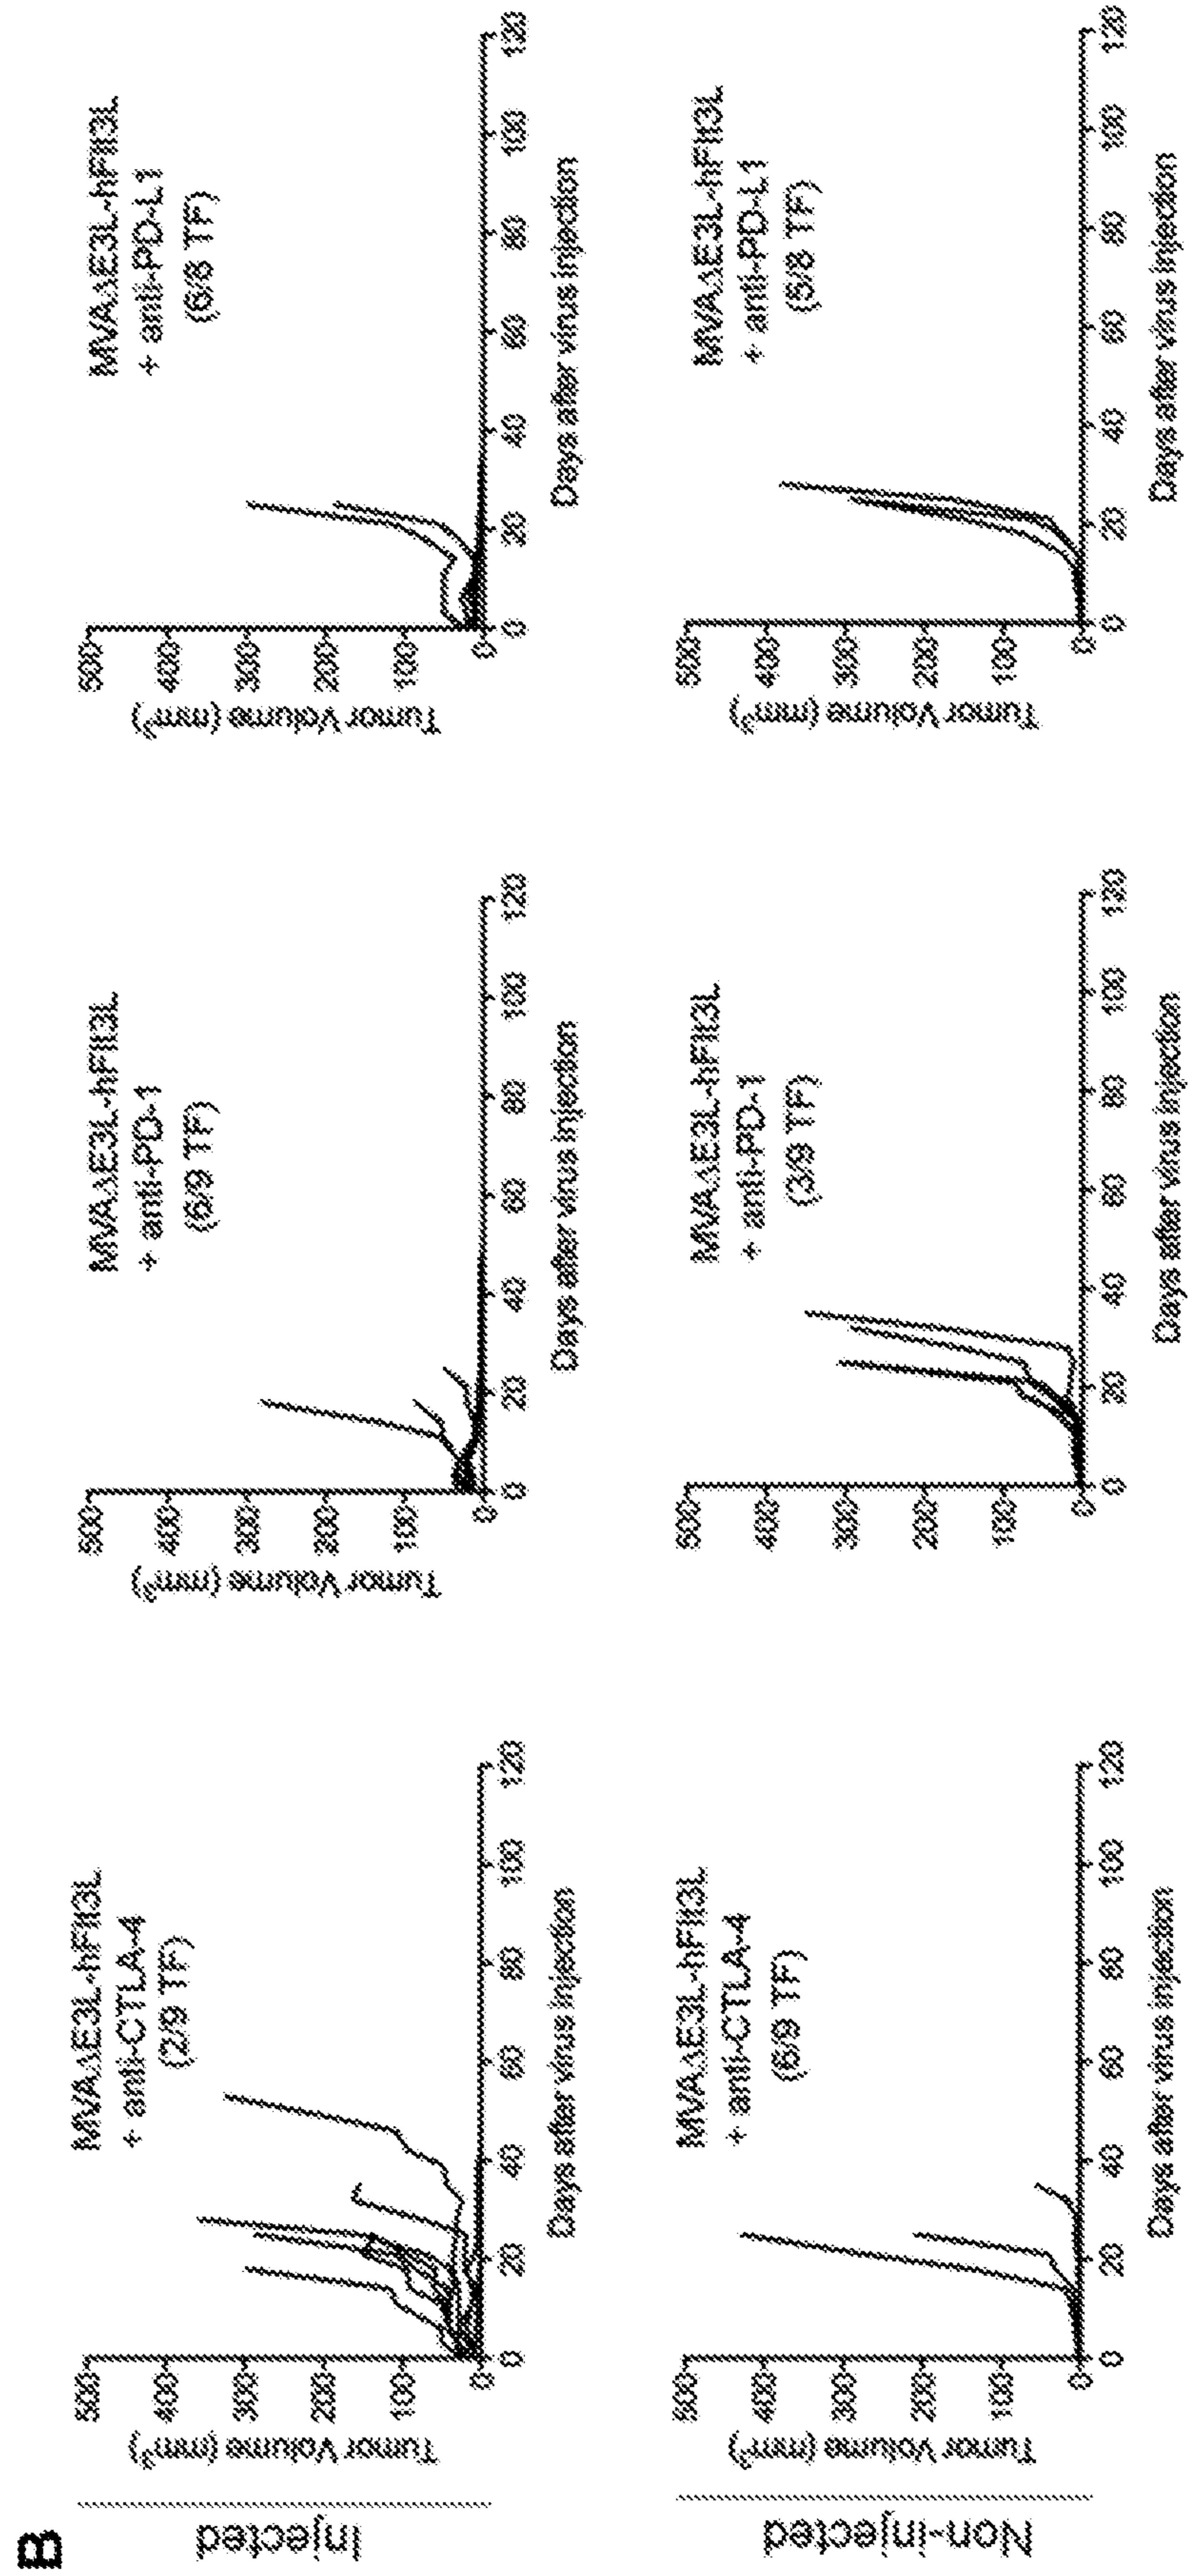 B
Injected
MVAΔE3L-hFlt3L
+ anti-CTLA-4
(2/9 TF)
Tumor Volume (mm³)
500
400
300
200
100
0
0 20 40 60 80 100 120
Days after virus injection
MVAΔE3L-hFlt3L
+ anti-PD-1
(6/9 TF)
Tumor Volume (mm³)
500
400
300
200
100
0
0 20 40 60 80 100 120
Days after virus injection
MVAΔE3L-hFlt3L
+ anti-PD-L1
(6/8 TF)
Tumor Volume (mm³)
500
400
300
200
100
0
0 20 40 60 80 100 120
Days after virus injection
Non-injected
MVAΔE3L-hFlt3L
+ anti-CTLA-4
(6/9 TF)
Tumor Volume (mm³)
500
400
300
200
100
0
0 20 40 60 80 100 120
Days after virus injection
MVAΔE3L-hFlt3L
+ anti-PD-1
(3/9 TF)
500
400
300
200
100
0
0 20 40 60 80 100 120
Days after virus injection
MVAΔE3L-hFlt3L
+ anti-PD-L1
(5/8 TF)
Tumor Volume (mm³)
500
400
300
200
100
0
0 20 40 60 80 100 120
Days after virus injection